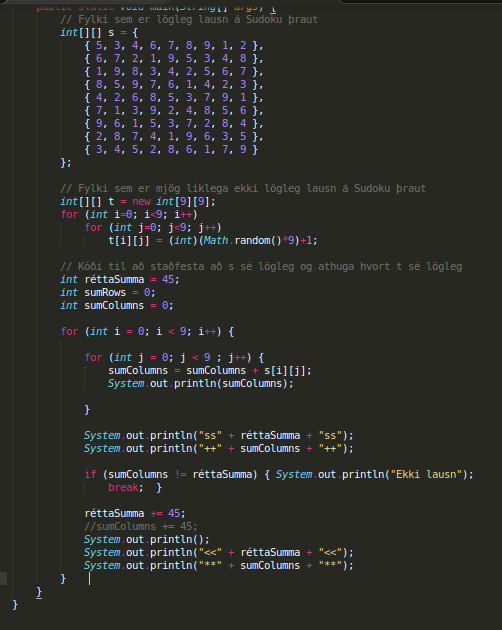 public static void main(String[] args) {
// Fylki sem er lögleg lausn á Sudoku þraut
int[][] s = {
{ 5, 3, 4, 6, 7, 8, 9, 1, 2 },
{ 6, 7, 2, 1, 9, 5, 3, 4, 8 },
{ 1, 9, 8, 3, 4, 2, 5, 6, 7 },
{ 8, 5, 9, 7, 6, 1, 4, 2, 3 },
{ 4, 2, 6, 8, 5, 3, 7, 9, 1 },
{ 7, 1, 3, 9, 2, 4, 8, 5, 6 },
{ 9, 6, 1, 5, 3, 7, 2, 8, 4 },
{ 2, 8, 7, 4, 1, 9, 6, 3, 5 },
{ 3, 4, 5, 2, 8, 6, 1, 7, 9 }
};
// Fylki sem er mjög líklega ekki lögleg lausn á Sudoku þraut
int[][] t = new int[9][9];
for (int i=0; i<9; i++)
for (int j=0; j<9; j++)
t[i][j] = (int)(Math.random()*9)+1;
// Kóði til að staðfesta að s sé lögleg og athuga hvort t sé lögleg
int réttaSumma = 45;
int sumRows = 0;
int sumColumns = 0;
for (int i = 0; i < 9; i++) {
for (int j = 0; j < 9 ; j++) {
sumColumns = sumColumns + s[i][j];
System.out.println(sumColumns);
}
System.out.println("ss" + réttaSumma + "ss");
System.out.println("++" + sumColumns + "++");
if (sumColumns != réttaSumma) { System.out.println("Ekki lausn");
break; }
réttaSumma += 45;
//sumColumns += 45;
System.out.println();
System.out.println("<<" + réttaSumma + "<<");
System.out.println("**" + sumColumns + "**");
}
}
}